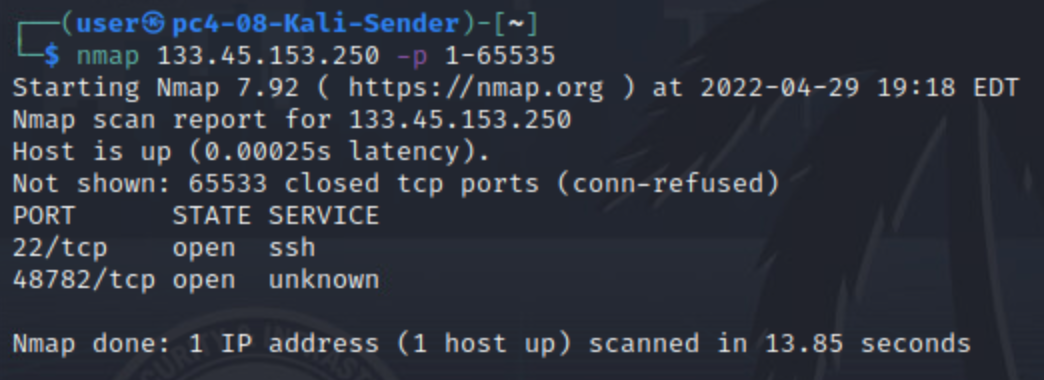 ┌──(user㉿pc4-08-Kali-Sender)-[~]
└─$ nmap 133.45.153.250 -p 1-65535
Starting Nmap 7.92 ( https://nmap.org ) at 2022-04-29 19:18 EDT
Nmap scan report for 133.45.153.250
Host is up (0.00025s latency).
Not shown: 65533 closed tcp ports (conn-refused)
PORT      STATE SERVICE
22/tcp    open  ssh
48782/tcp open  unknown
Nmap done: 1 IP address (1 host up) scanned in 13.85 seconds